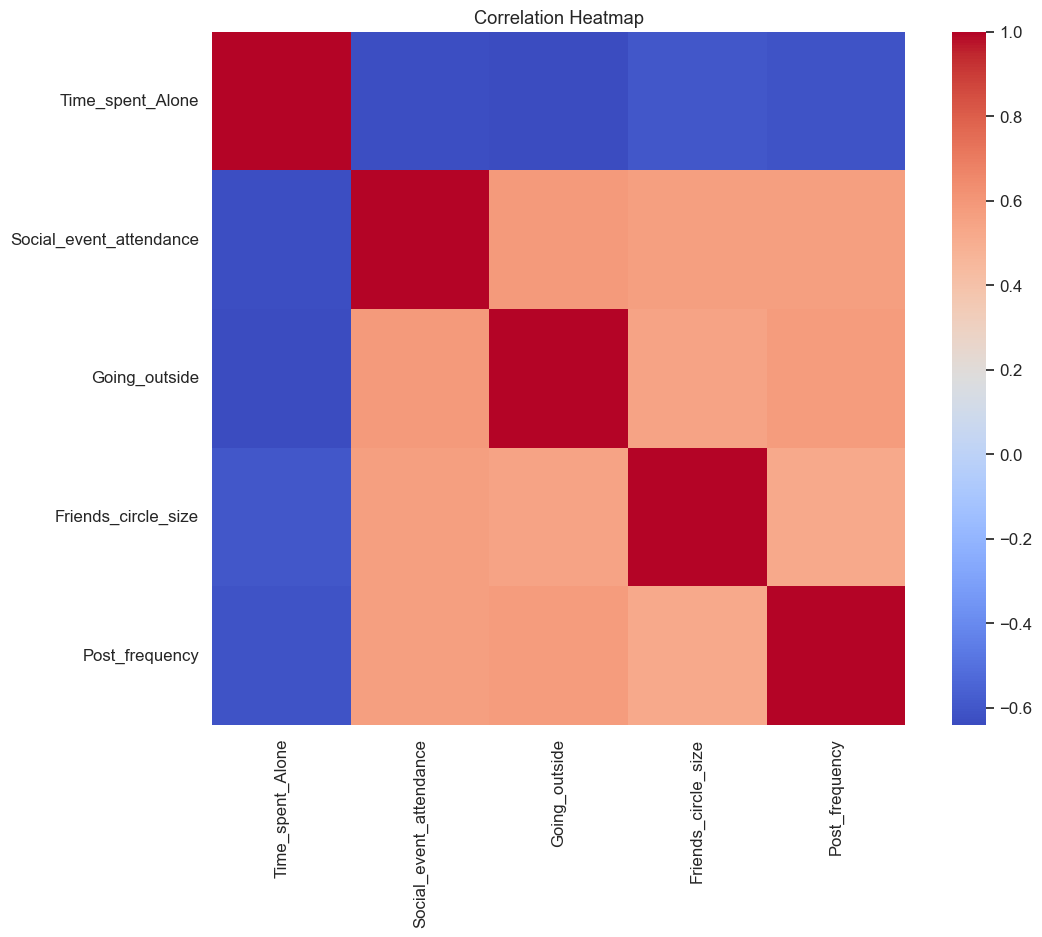 Correlation Heatmap
Time_spent_Alone
Social_event_attendance
Going_outside
Friends_circle_size
Post_frequency
Time_spent_Alone
Social_event_attendance
Going_outside
Friends_circle_size
Post_frequency
1.0
0.8
0.6
0.4
0.2
0.0
−0.2
−0.4
−0.6